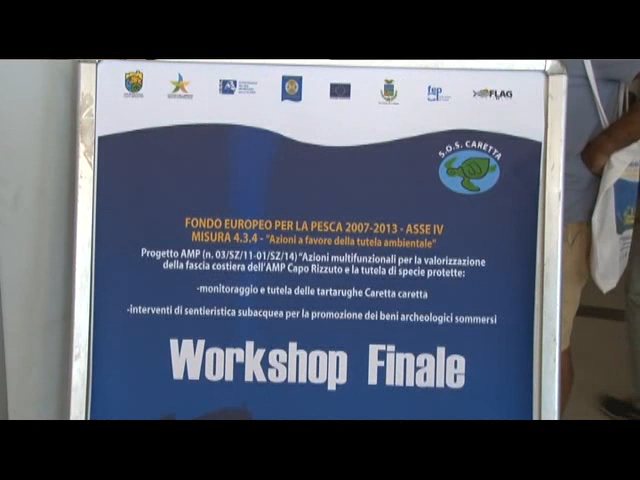 fep
FLAG
S.O.S. CARETTA
FONDO EUROPEO PER LA PESCA 2007-2013 - ASSE IV
MISURA 4.3.4 - "Azioni a favore della tutela ambientale"
Progetto AMP (n. 03/SZ/11-01/SZ/14) "Azioni multifunzionali per la valorizzazione
della fascia costiera dell'AMP Capo Rizzuto e la tutela di specie protette:
-monitoraggio e tutela delle tartarughe Caretta caretta
-interventi di sentieristica subacquea per la promozione dei beni archeologici sommersi
Workshop Finale